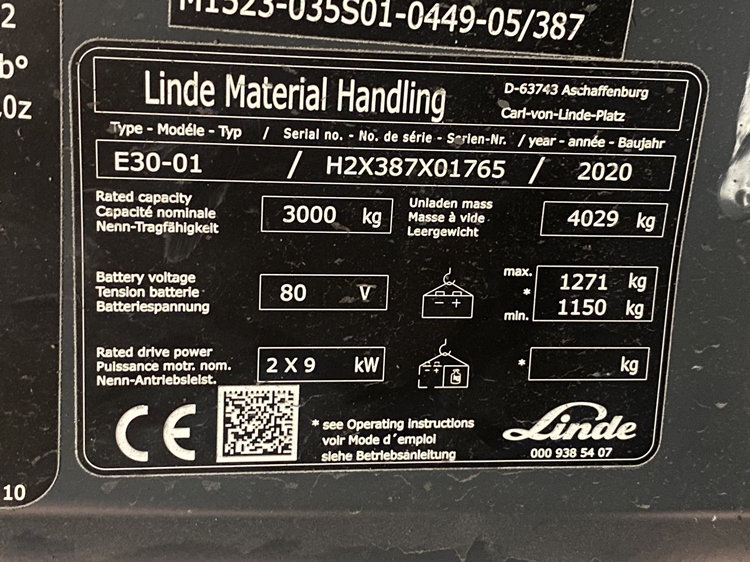 M1523-035S01-0449-05/387
2
b°
.0z
10
Linde Material Handling
D-63743 Aschaffenburg
Carl-von-Linde-Platz
Type - Modéle - Typ / Serial no. - No. de série - Serien-Nr. / year - année - Baujahr
E30-01 / H2X387X01765 / 2020
Rated capacity
Capacité nominale
Nenn-Tragfähigkeit
3000 kg
Unladen mass
Masse à vide
Leergewicht
4029 kg
Battery voltage
Tension batterie
Batteriespannung
80 V
- +
max.
*
min.
1271 kg
1150 kg
Rated drive power
Puissance motr. nom.
Nenn-Antriebsleist.
2 X 9 kW
- +
kg
* kg
CE
* see Operating instructions
voir Mode d´emploi
siehe Betriebsanleitung
Linde
000 938 54 07